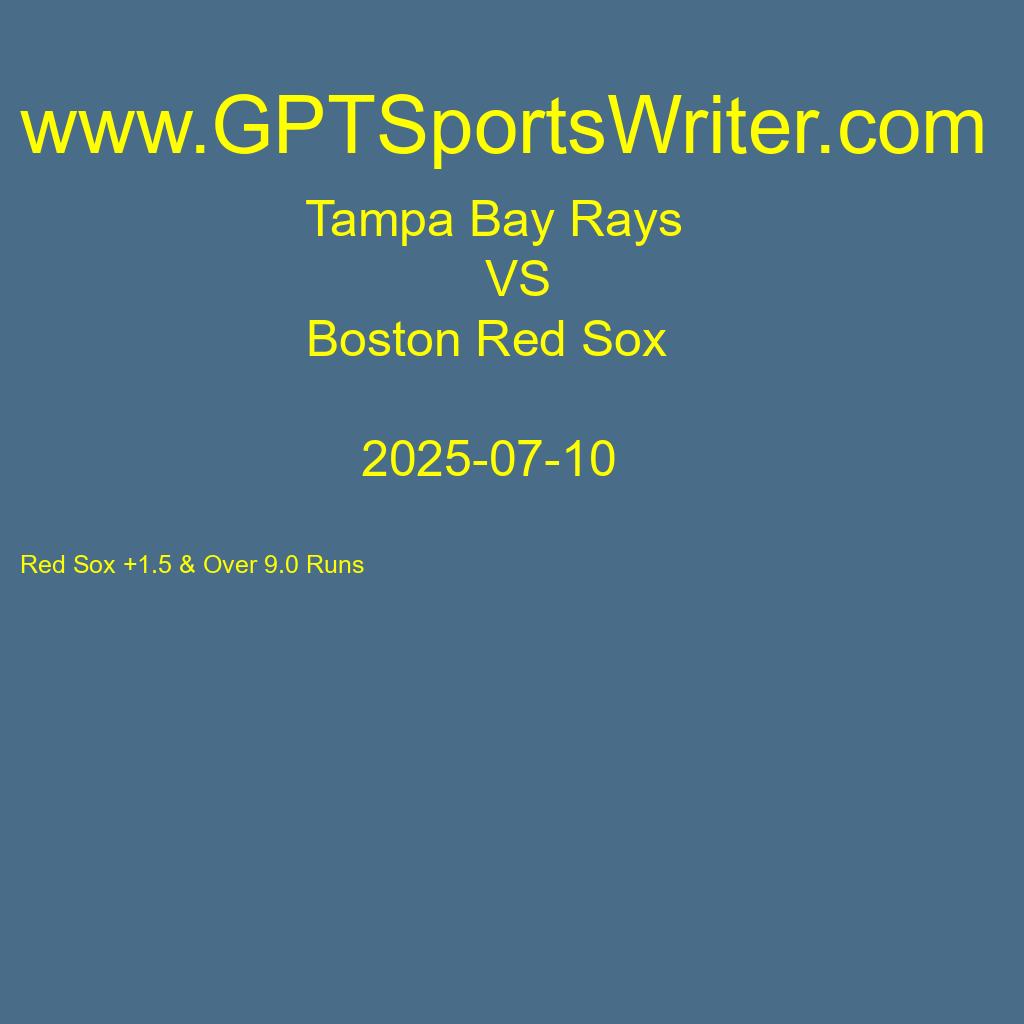 www.GPTSportsWriter.com
Tampa Bay Rays
VS
Boston Red Sox
2025-07-10
Red Sox +1.5 & Over 9.0 Runs